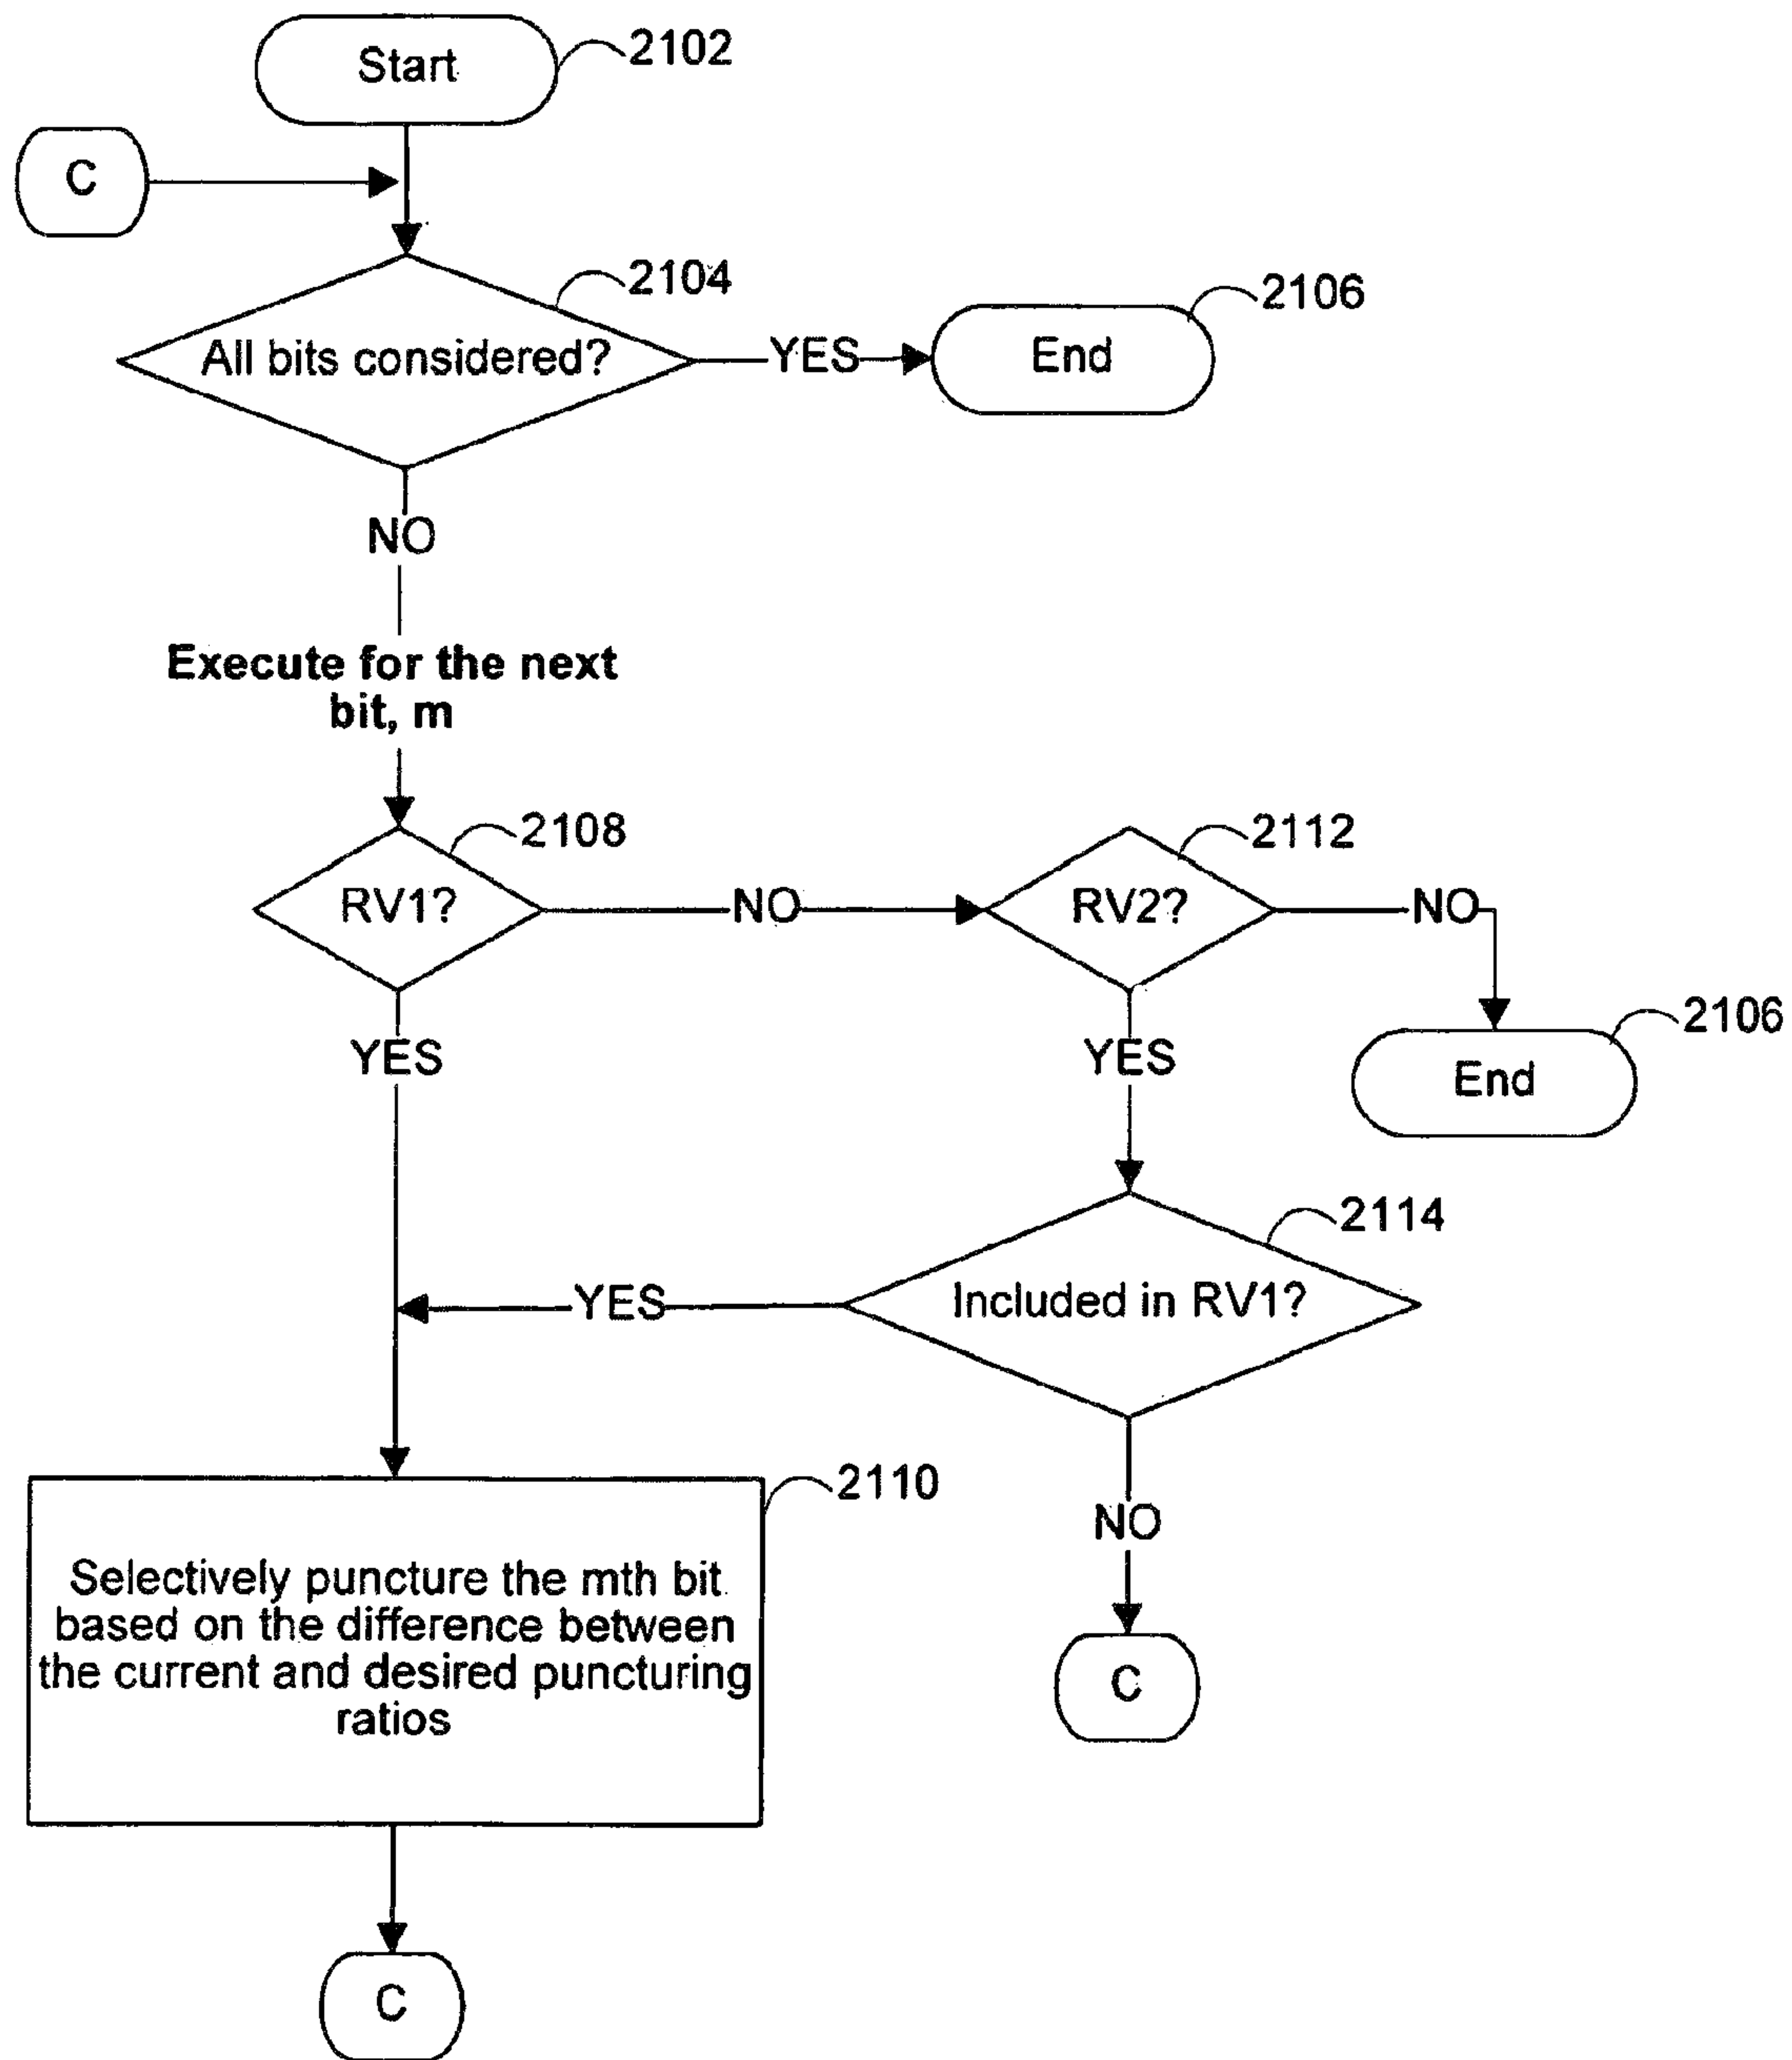 Start
2102
C
2104
All bits considered?
YES
2106
End
NO
Execute for the next
bit, m
2108
RV1?
NO
2112
RV2?
NO
YES
YES
2106
End
2114
Included in RV1?
YES
2110
NO
Selectively puncture the mth bit
based on the difference between
the current and desired puncturing
ratios
C
C